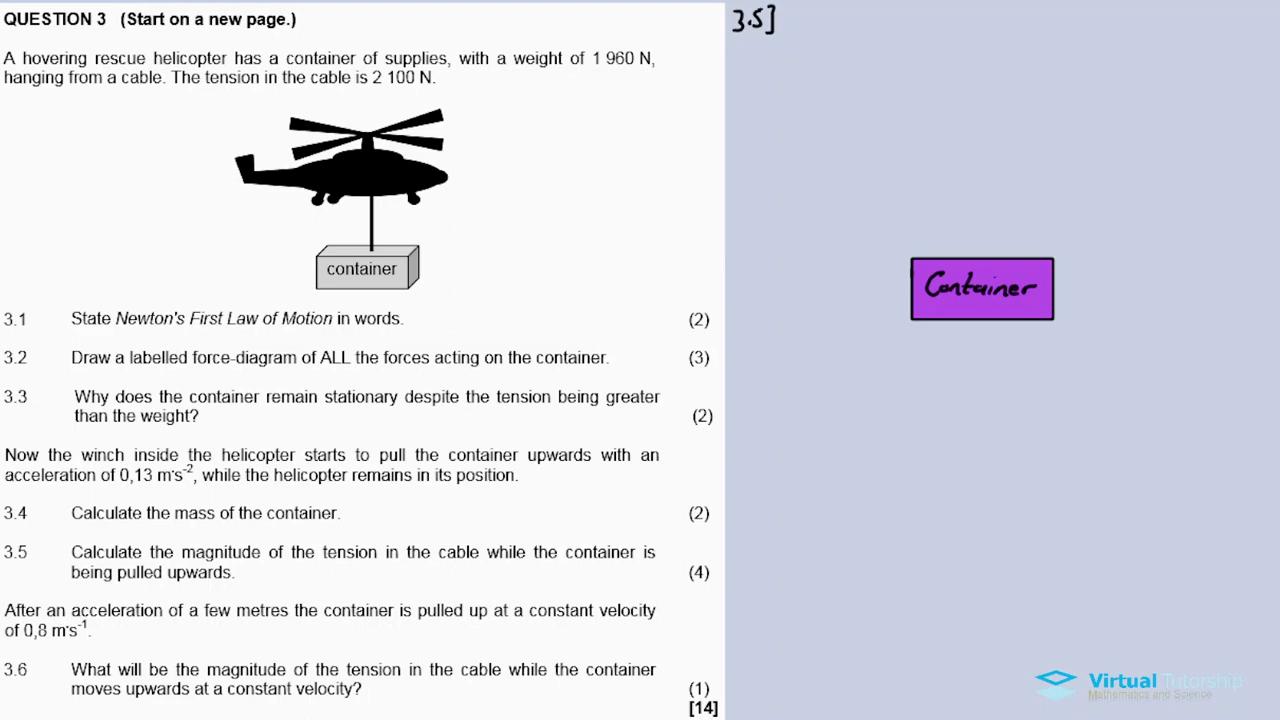 QUESTION 3 (Start on a new page.)
A hovering rescue helicopter has a container of supplies, with a weight of 1 960 N,
hanging from a cable. The tension in the cable is 2 100 N.
container
3.1 State Newton's First Law of Motion in words. (2)
3.2 Draw a labelled force-diagram of ALL the forces acting on the container. (3)
3.3 Why does the container remain stationary despite the tension being greater
than the weight? (2)
Now the winch inside the helicopter starts to pull the container upwards with an
acceleration of 0,13 m·s⁻², while the helicopter remains in its position.
3.4 Calculate the mass of the container. (2)
3.5 Calculate the magnitude of the tension in the cable while the container is
being pulled upwards. (4)
After an acceleration of a few metres the container is pulled up at a constant velocity
of 0,8 m·s⁻¹.
3.6 What will be the magnitude of the tension in the cable while the container
moves upwards at a constant velocity? (1)
[14]
3.5]
Container
Virtual Tutorship
Mathematics and Science